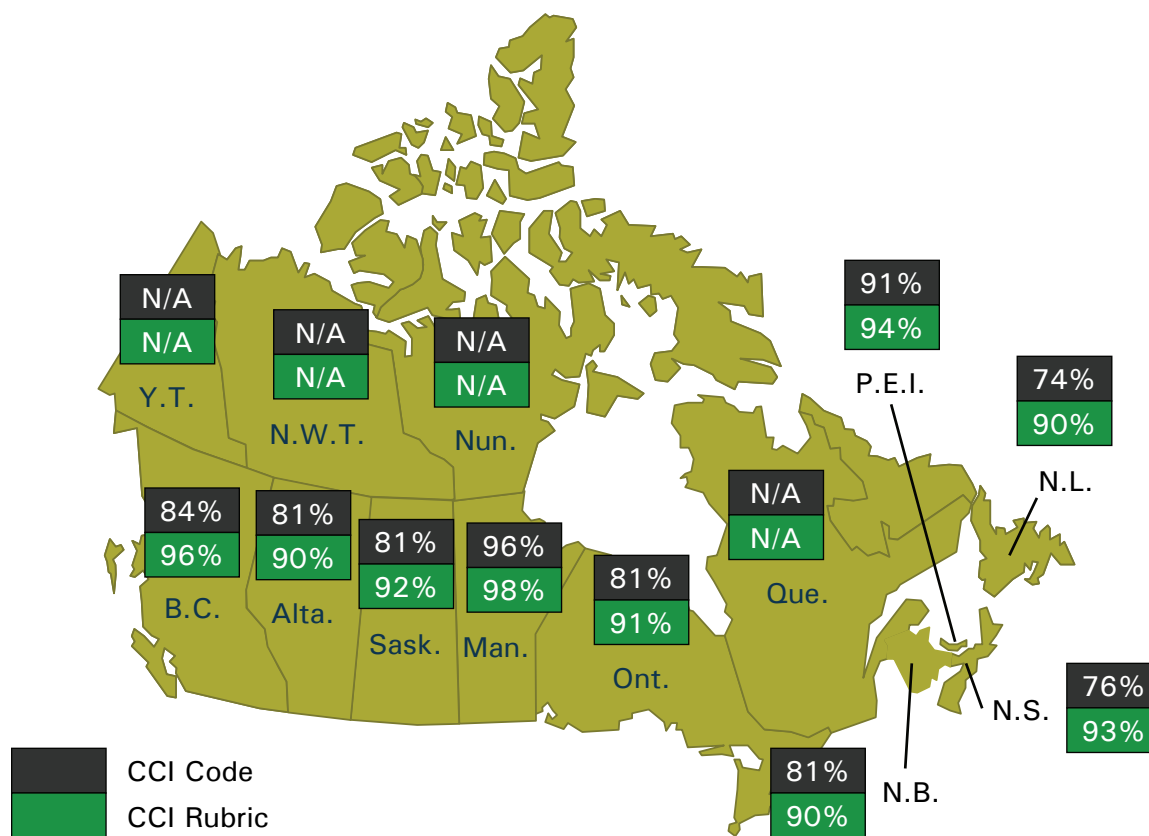 91%
94%
P.E.I.
N/A
N/A
Y.T.
N/A
N/A
N.W.T.
N/A
N/A
Nun.
74%
90%
N.L.
84%
96%
B.C.
81%
90%
Alta.
81%
92%
Sask.
96%
98%
Man.
81%
91%
Ont.
N/A
N/A
Que.
76%
93%
N.S.
81%
90%
N.B.
CCI Code
CCI Rubric